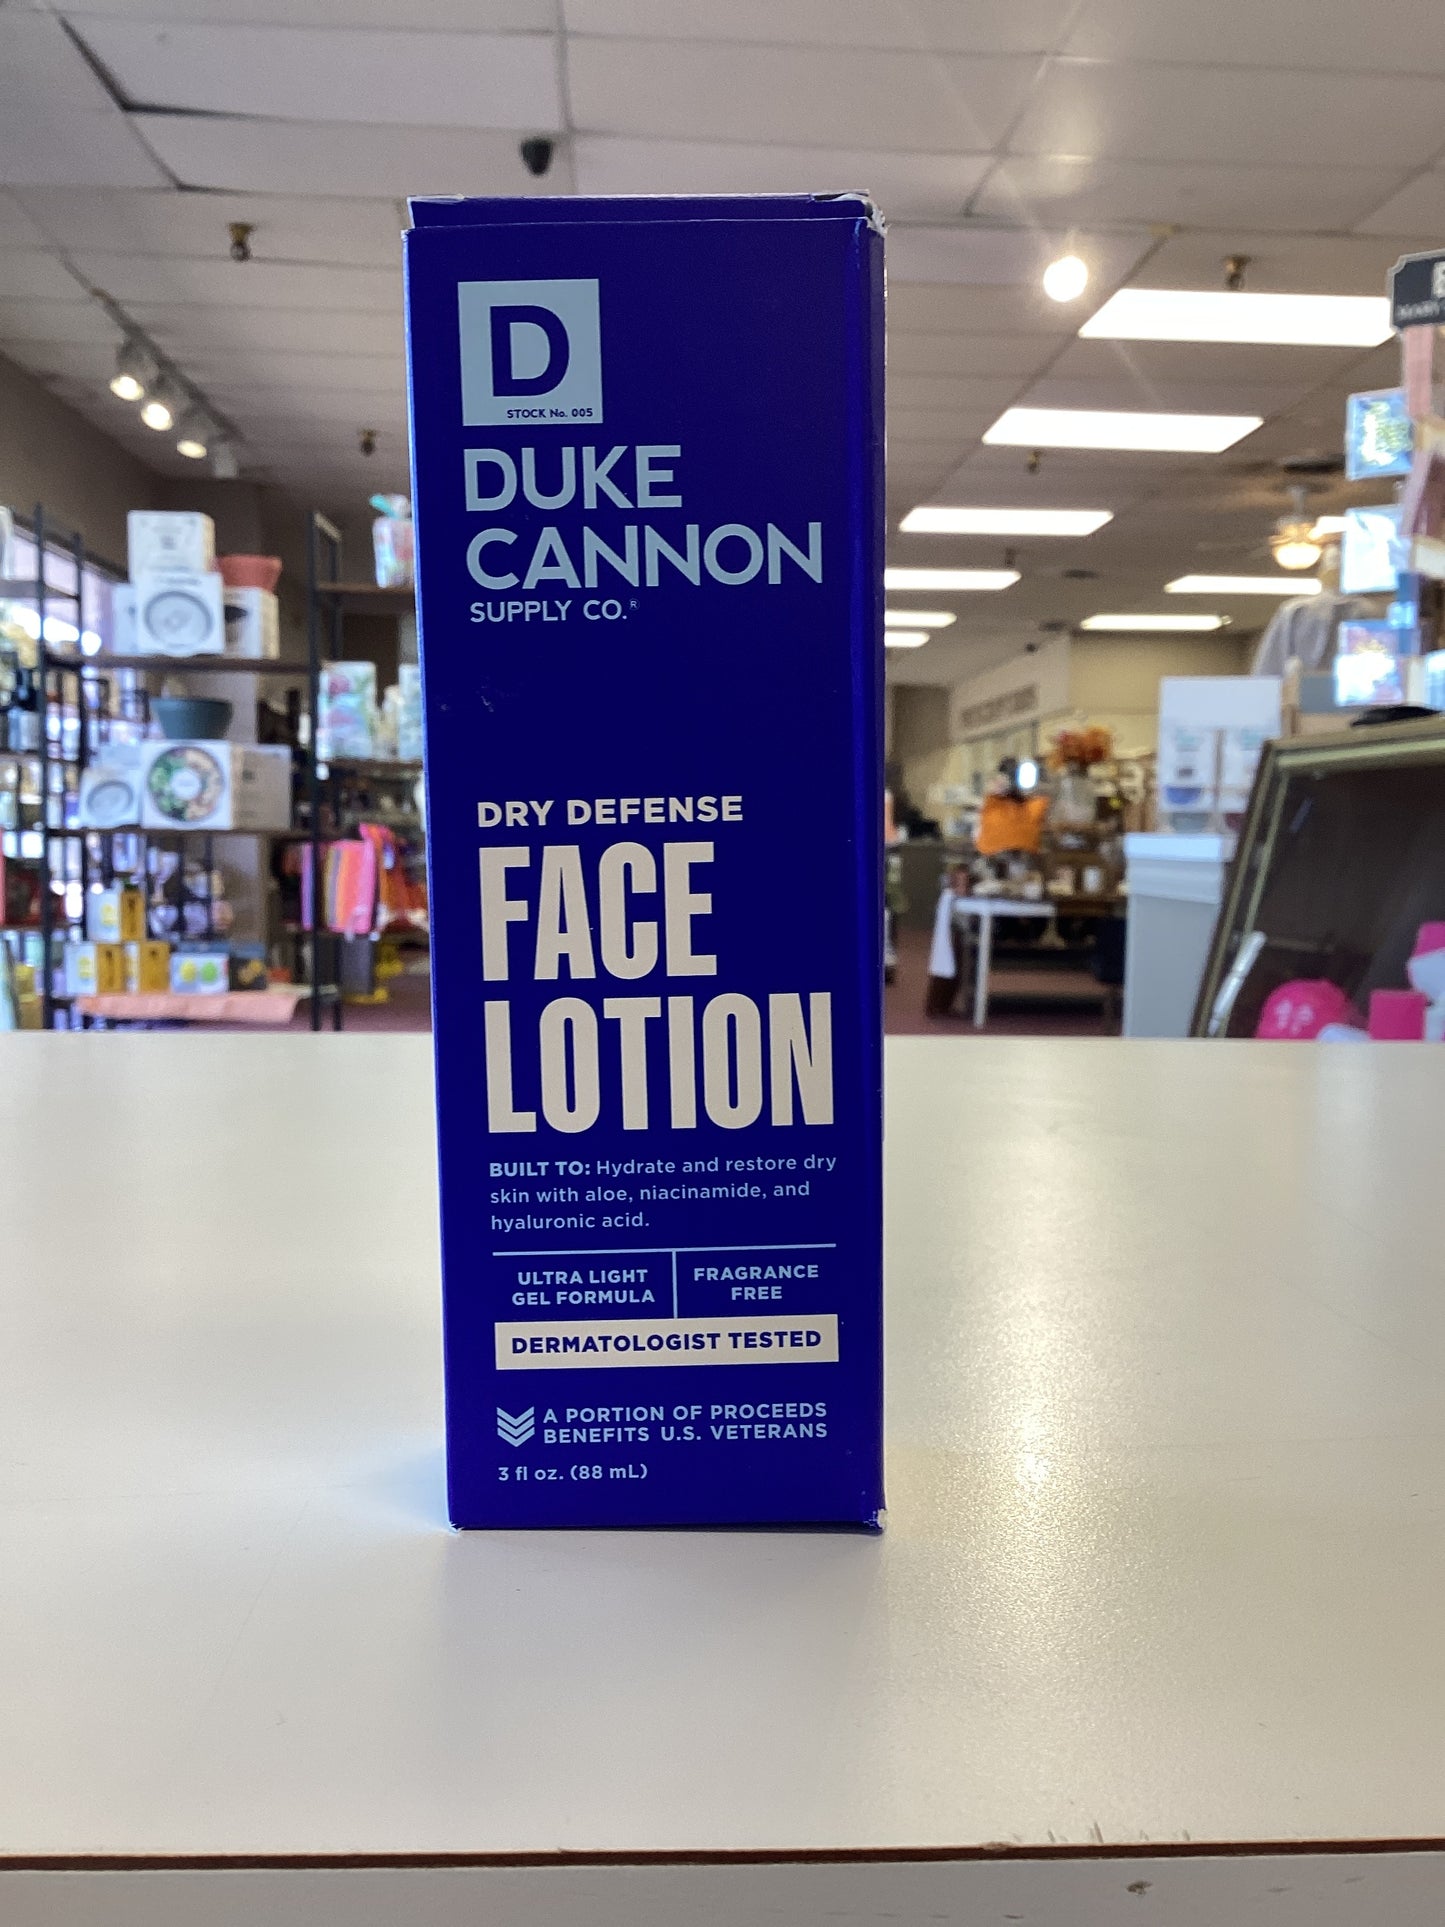 D
STOCK No. 005
DUKE
CANNON
SUPPLY CO.®
DRY DEFENSE
FACE
LOTION
BUILT TO: Hydrate and restore dry
skin with aloe, niacinamide, and
hyaluronic acid.
ULTRA LIGHT
GEL FORMULA
FRAGRANCE
FREE
DERMATOLOGIST TESTED
A PORTION OF PROCEEDS
BENEFITS U.S. VETERANS
3 fl oz. (88 mL)